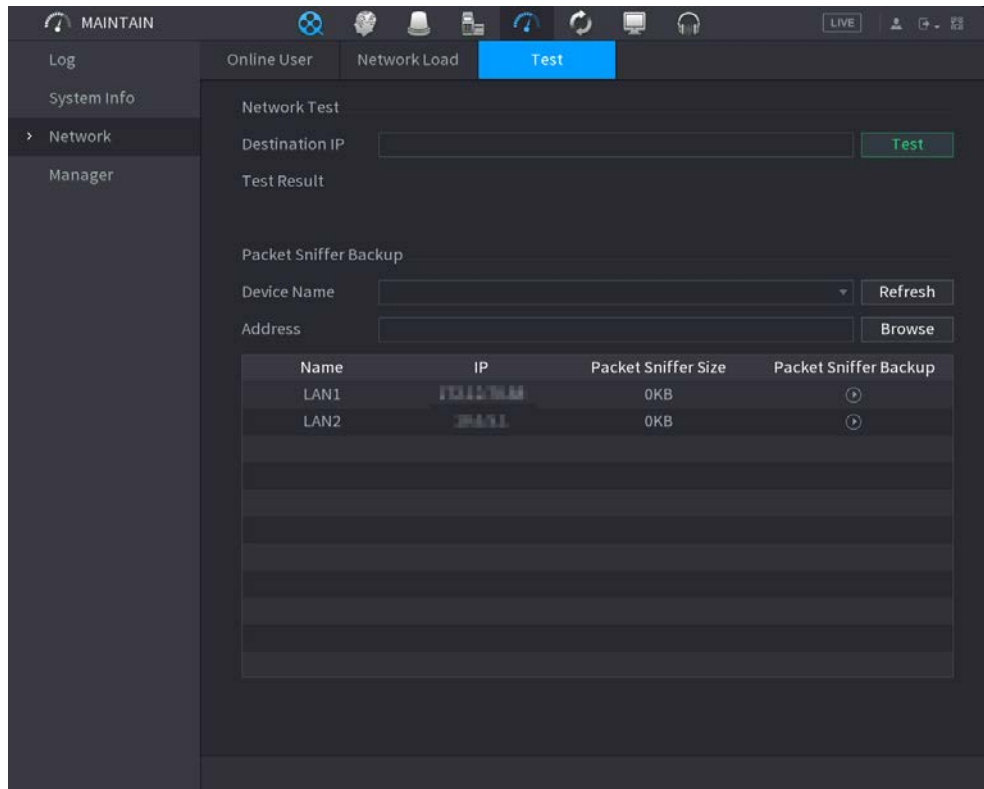 MAINTAIN
LIVE
Log
System Info
Network
Manager
Online User Network Load Test
Network Test
Destination IP Test
Test Result
Packet Sniffer Backup
Device Name Refresh
Address Browse
Name IP Packet Sniffer Size Packet Sniffer Backup
LAN1 0KB
LAN2 0KB